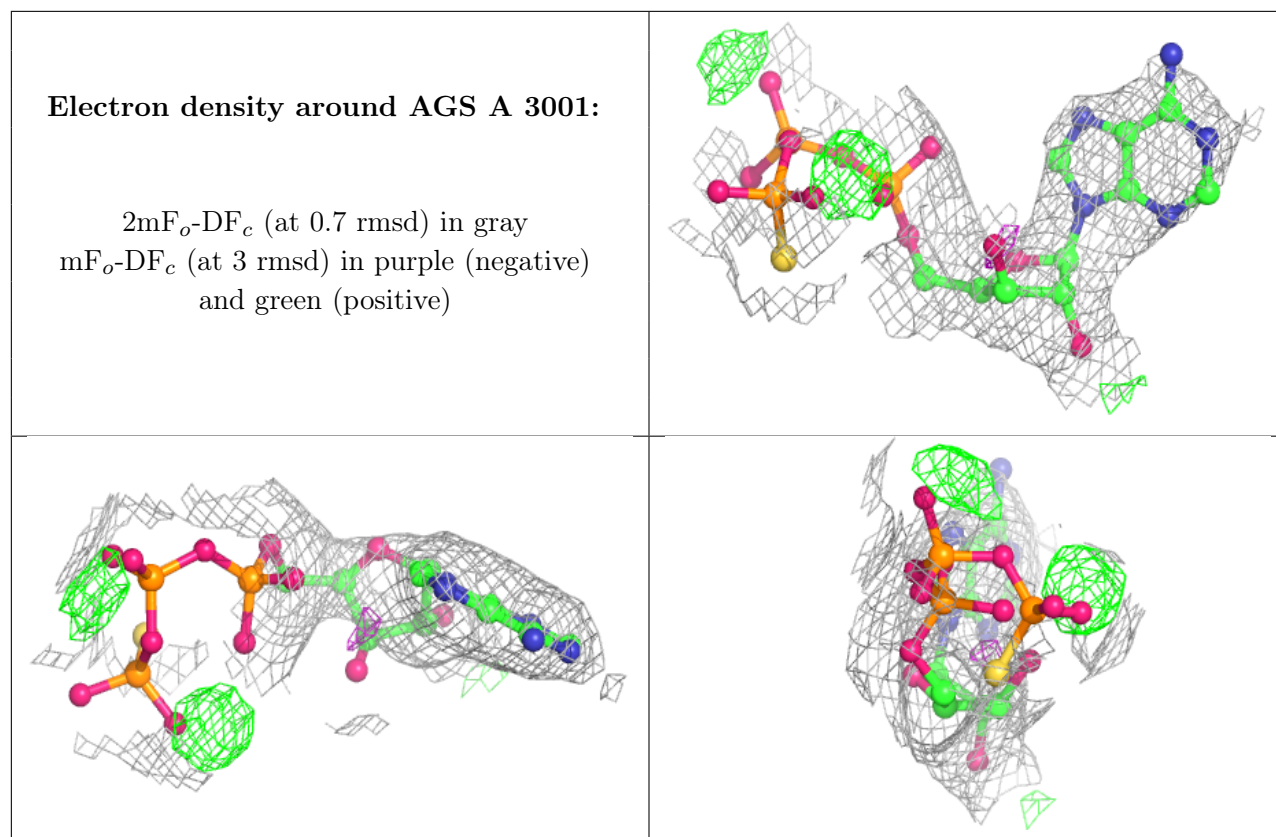 Electron density around AGS A 3001:
2mFo-DFc (at 0.7 rmsd) in gray
mFo-DFc (at 3 rmsd) in purple (negative)
and green (positive)